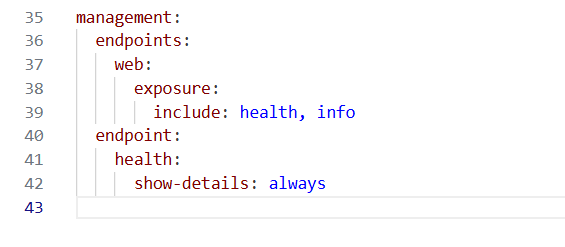 35 management:
36   endpoints:
37     web:
38       exposure:
39         include: health, info
40   endpoint:
41     health:
42       show-details: always
43